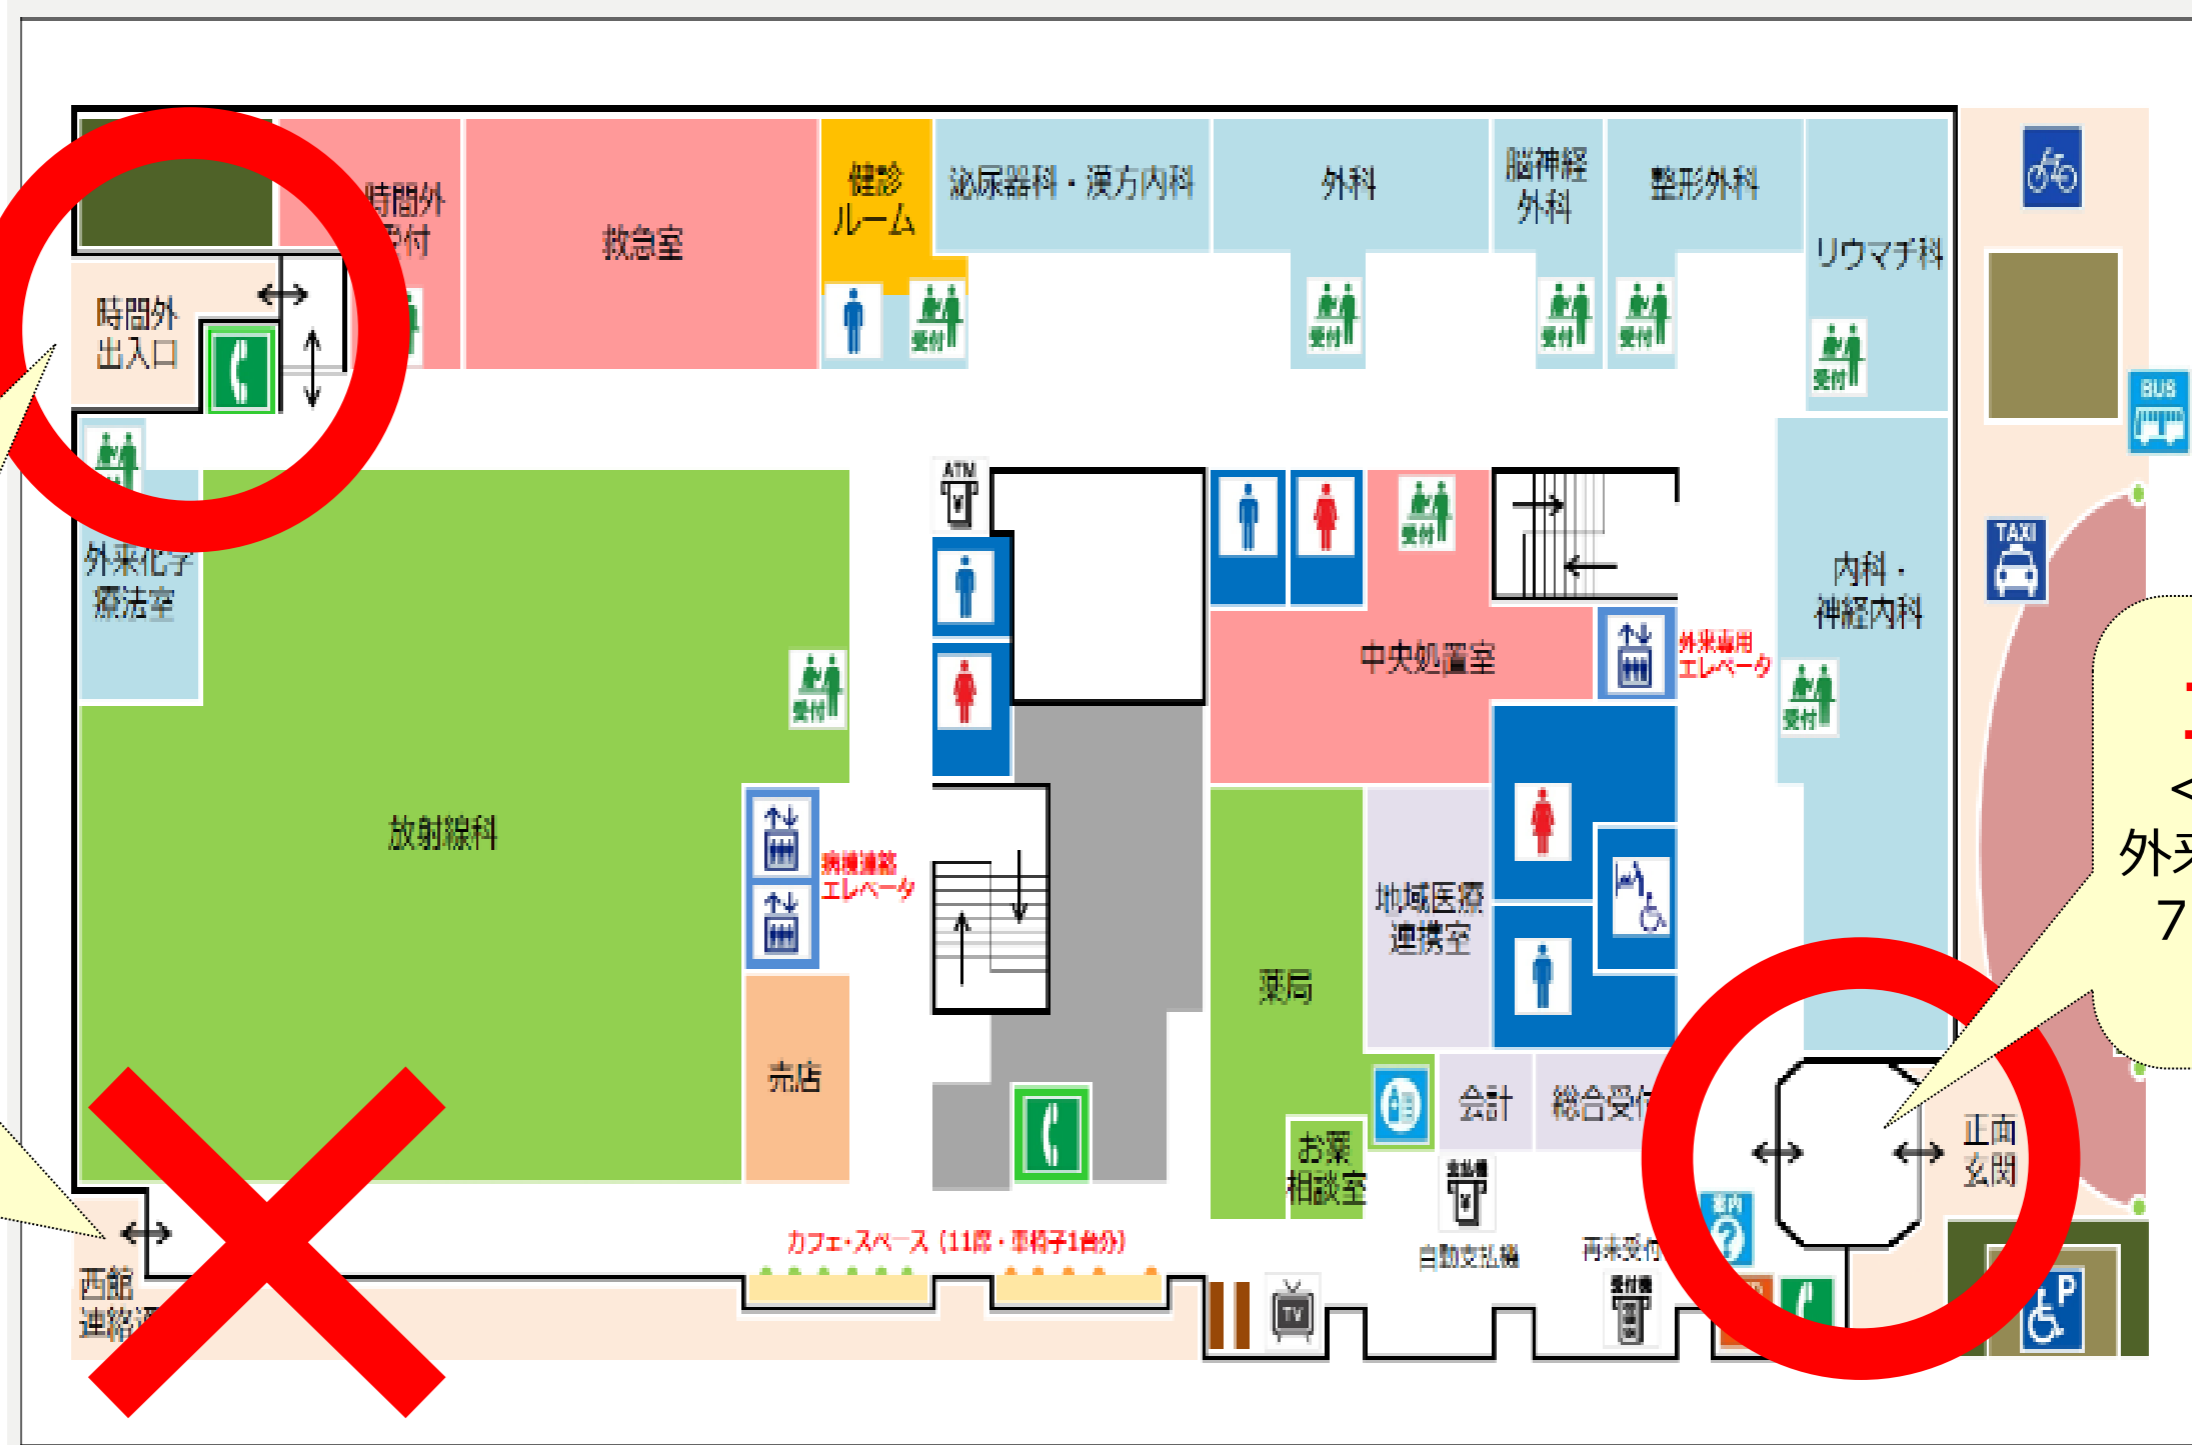 時間外
受付
救急室
健診
ルーム
泌尿器科・漢方内科
外科
脳神経
外科
整形外科
リウマチ科
時間外
出入口
受付
受付
受付
受付
受付
BUS
外来化学
療法室
ATM
受付
TAXI
内科・
神経内科
中央処置室
外来専用
エレベータ
受付
受付
放射線科
病棟連絡
エレベータ
地域医療
連携室
薬局
外来
7
売店
会計
総合受付
お薬
相談室
支払機
自動支払機
正面
玄関
案内
?
再来受付
受付機
カフェ・スペース（11席・車椅子1台分）
西館
連絡
TV
P